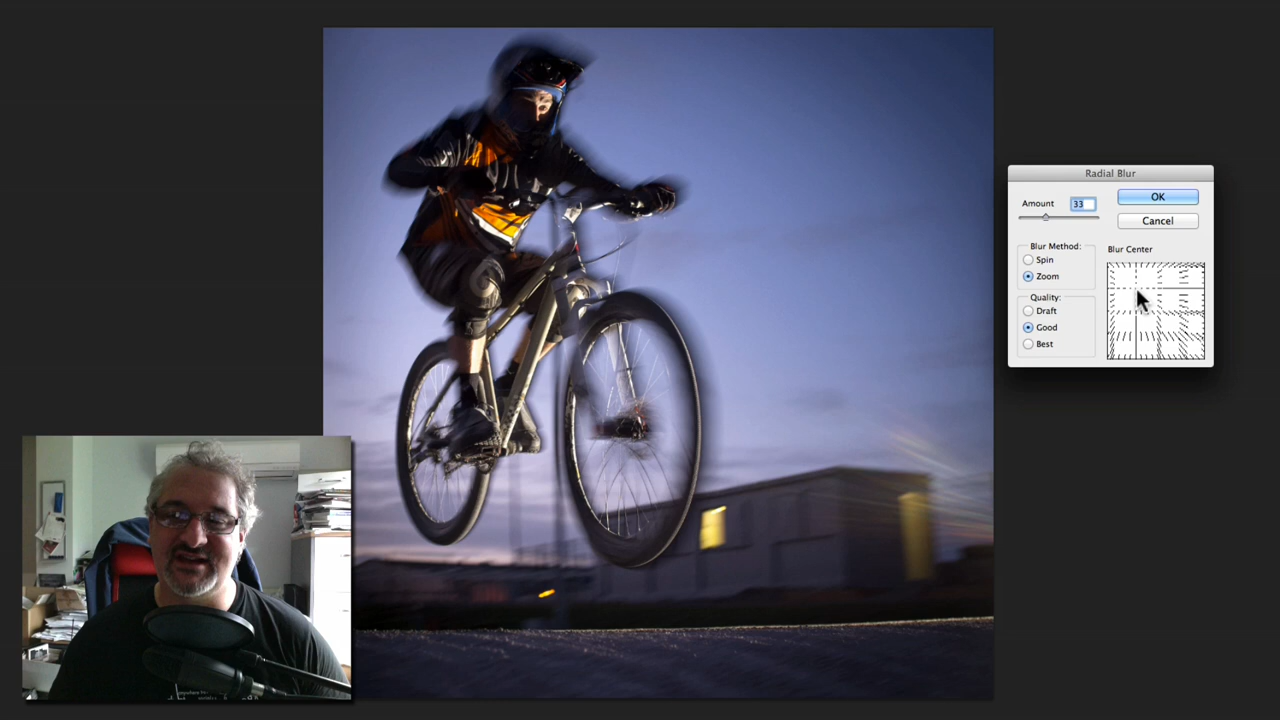 Radial Blur
Amount 33
OK
Cancel
Blur Method:
Spin
Zoom
Blur Center
Quality:
Draft
Good
Best